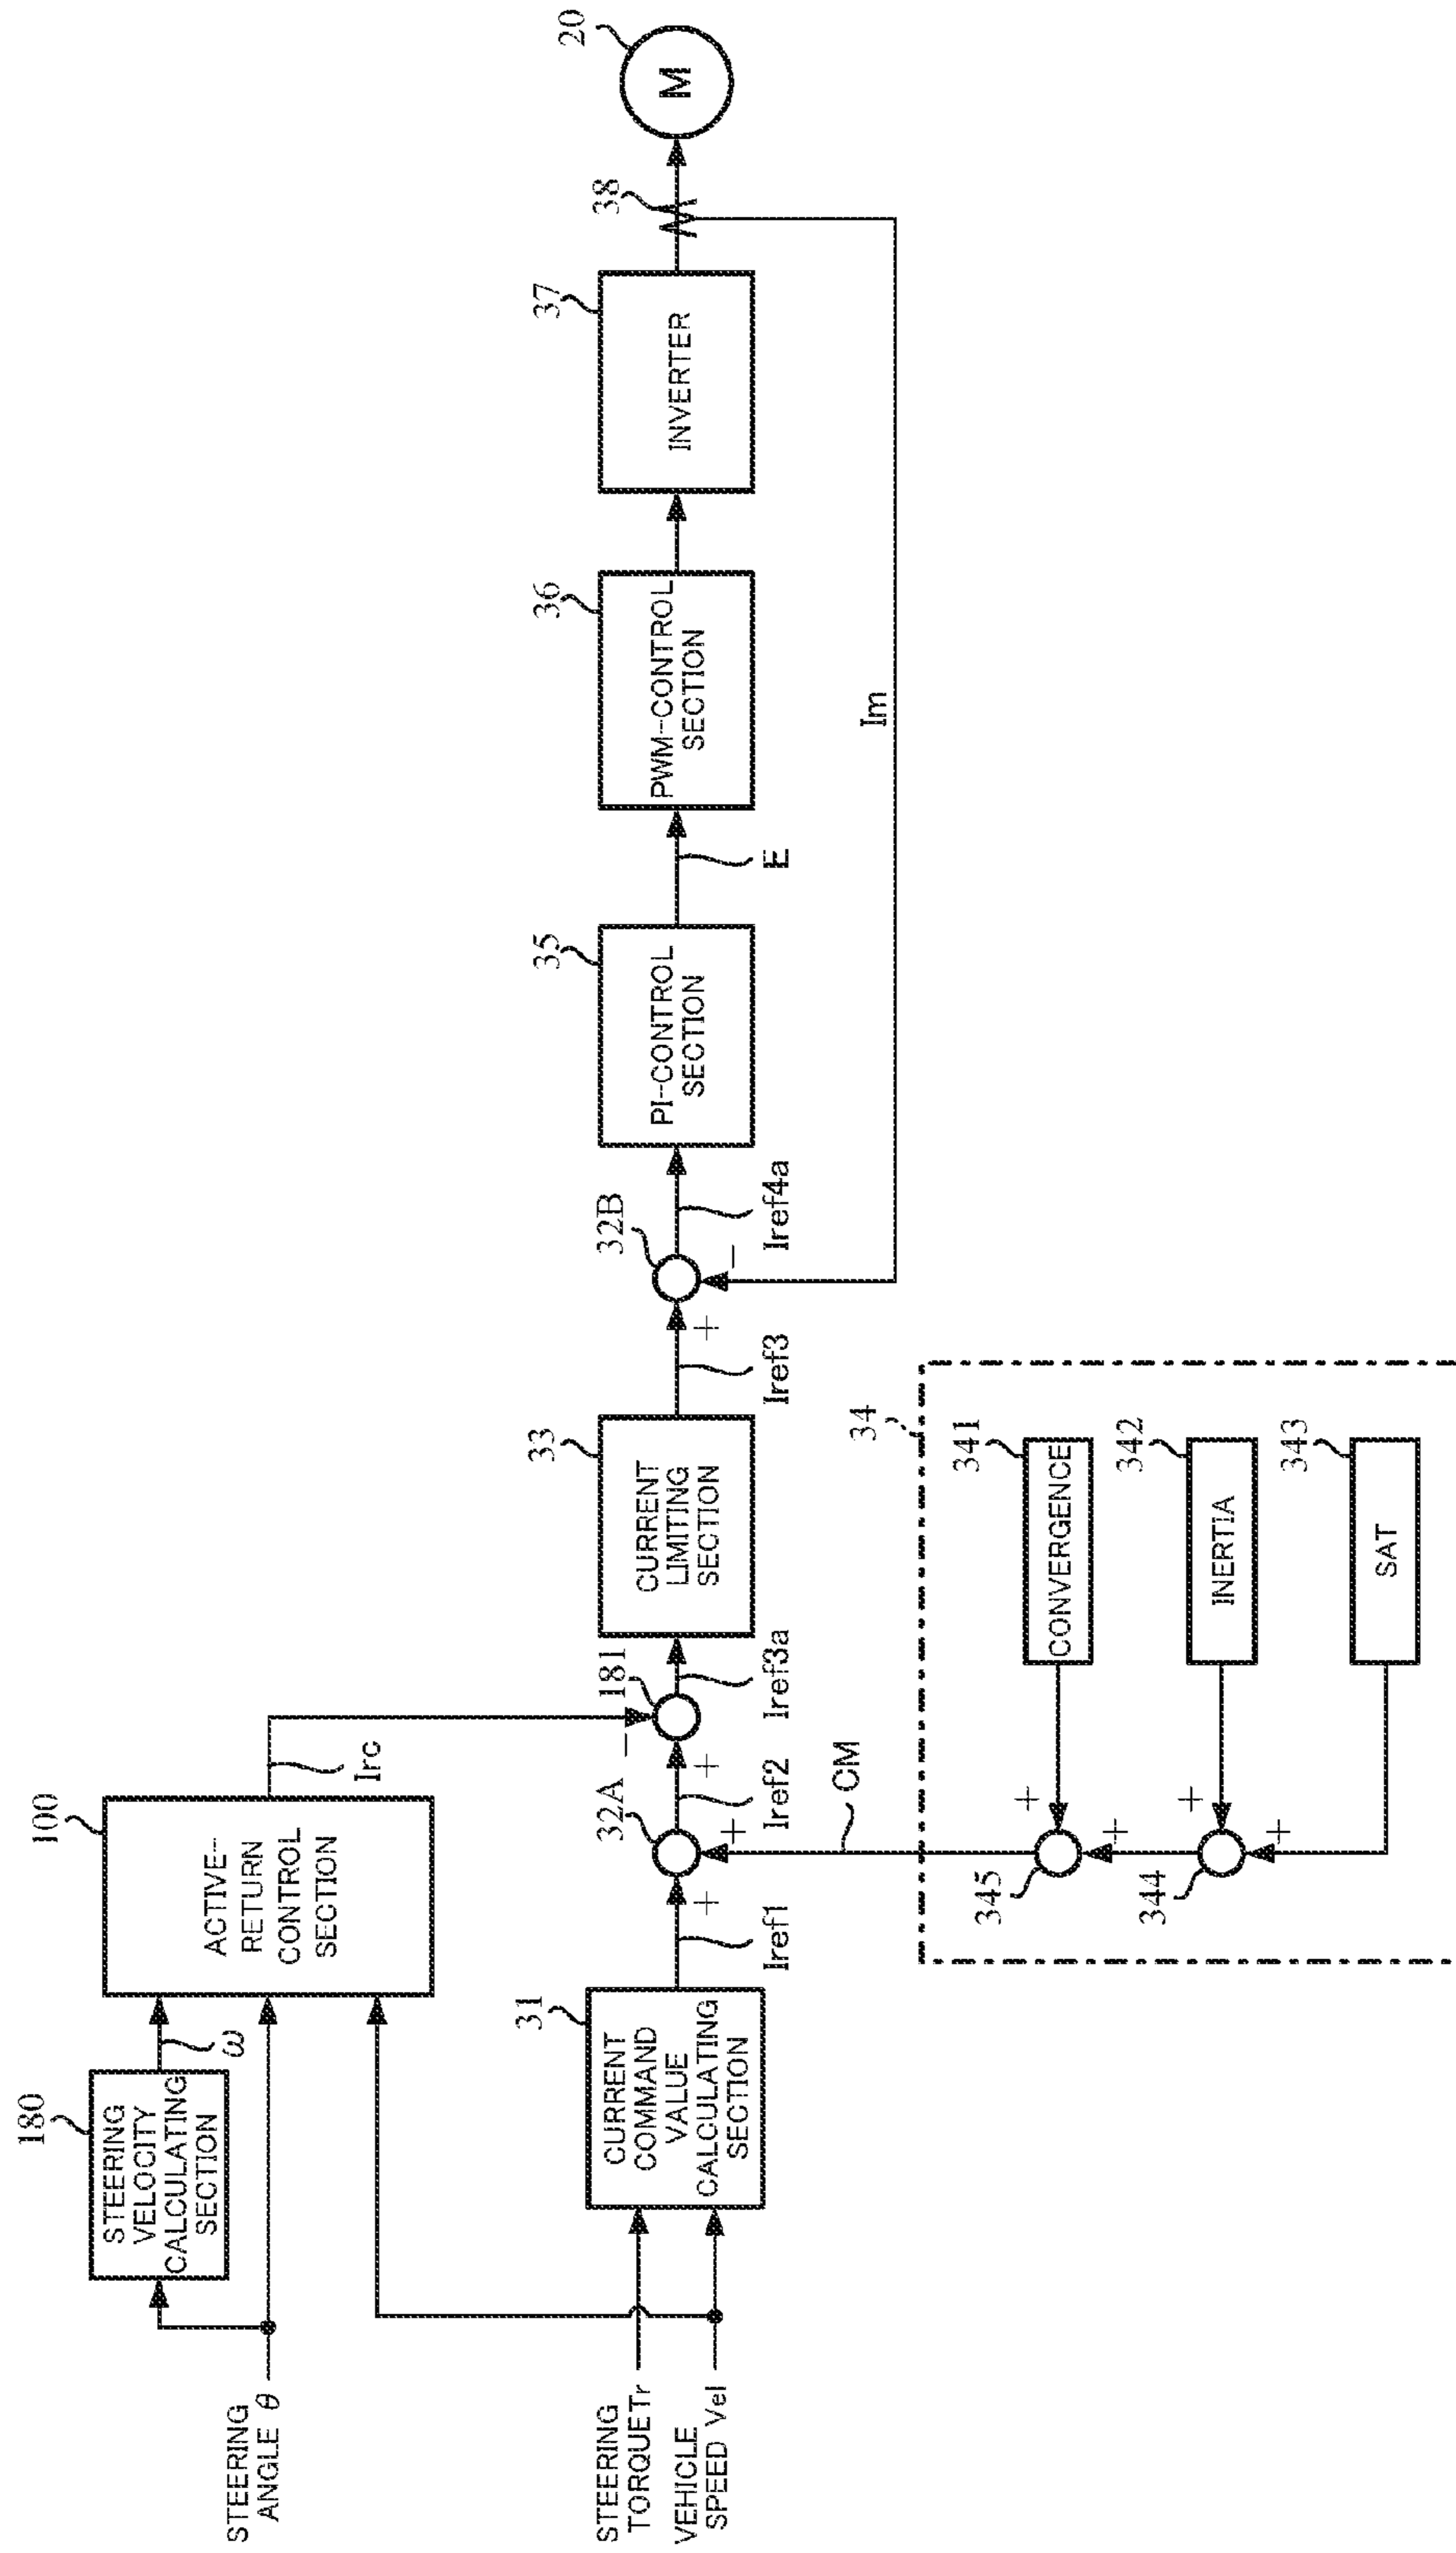 STEERING
ANGLE θ
180
STEERING
VELOCITY
CALCULATING
SECTION
ω
100
ACTIVE-
RETURN
CONTROL
SECTION
Irc
STEERING
TORQUETr
VEHICLE
SPEED Vel
31
CURRENT
COMMAND
VALUE
CALCULATING
SECTION
Iref1
+
32A
+
Iref2
+
−
181
Iref3a
33
CURRENT
LIMITING
SECTION
Iref3
+
32B
−
Iref4a
35
PI-CONTROL
SECTION
E
36
PWM-CONTROL
SECTION
37
INVERTER
38
20
M
Im
CM
34
345
+
+
341
CONVERGENCE
344
+
+
342
INERTIA
343
SAT